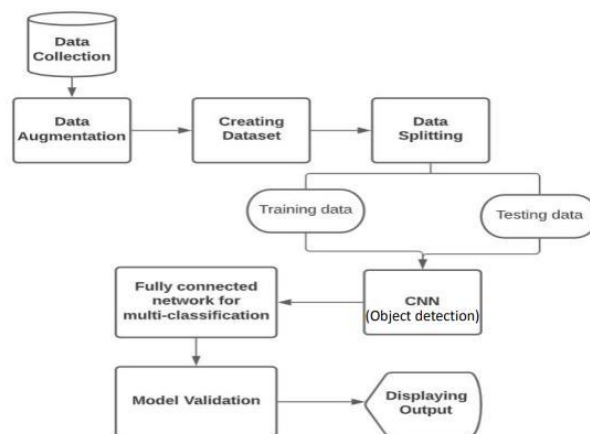 Data
Collection
Data
Augmentation
Creating
Dataset
Data
Splitting
Training data
Testing data
Fully connected
network for
multi-classification
CNN
(Object detection)
Model Validation
Displaying
Output